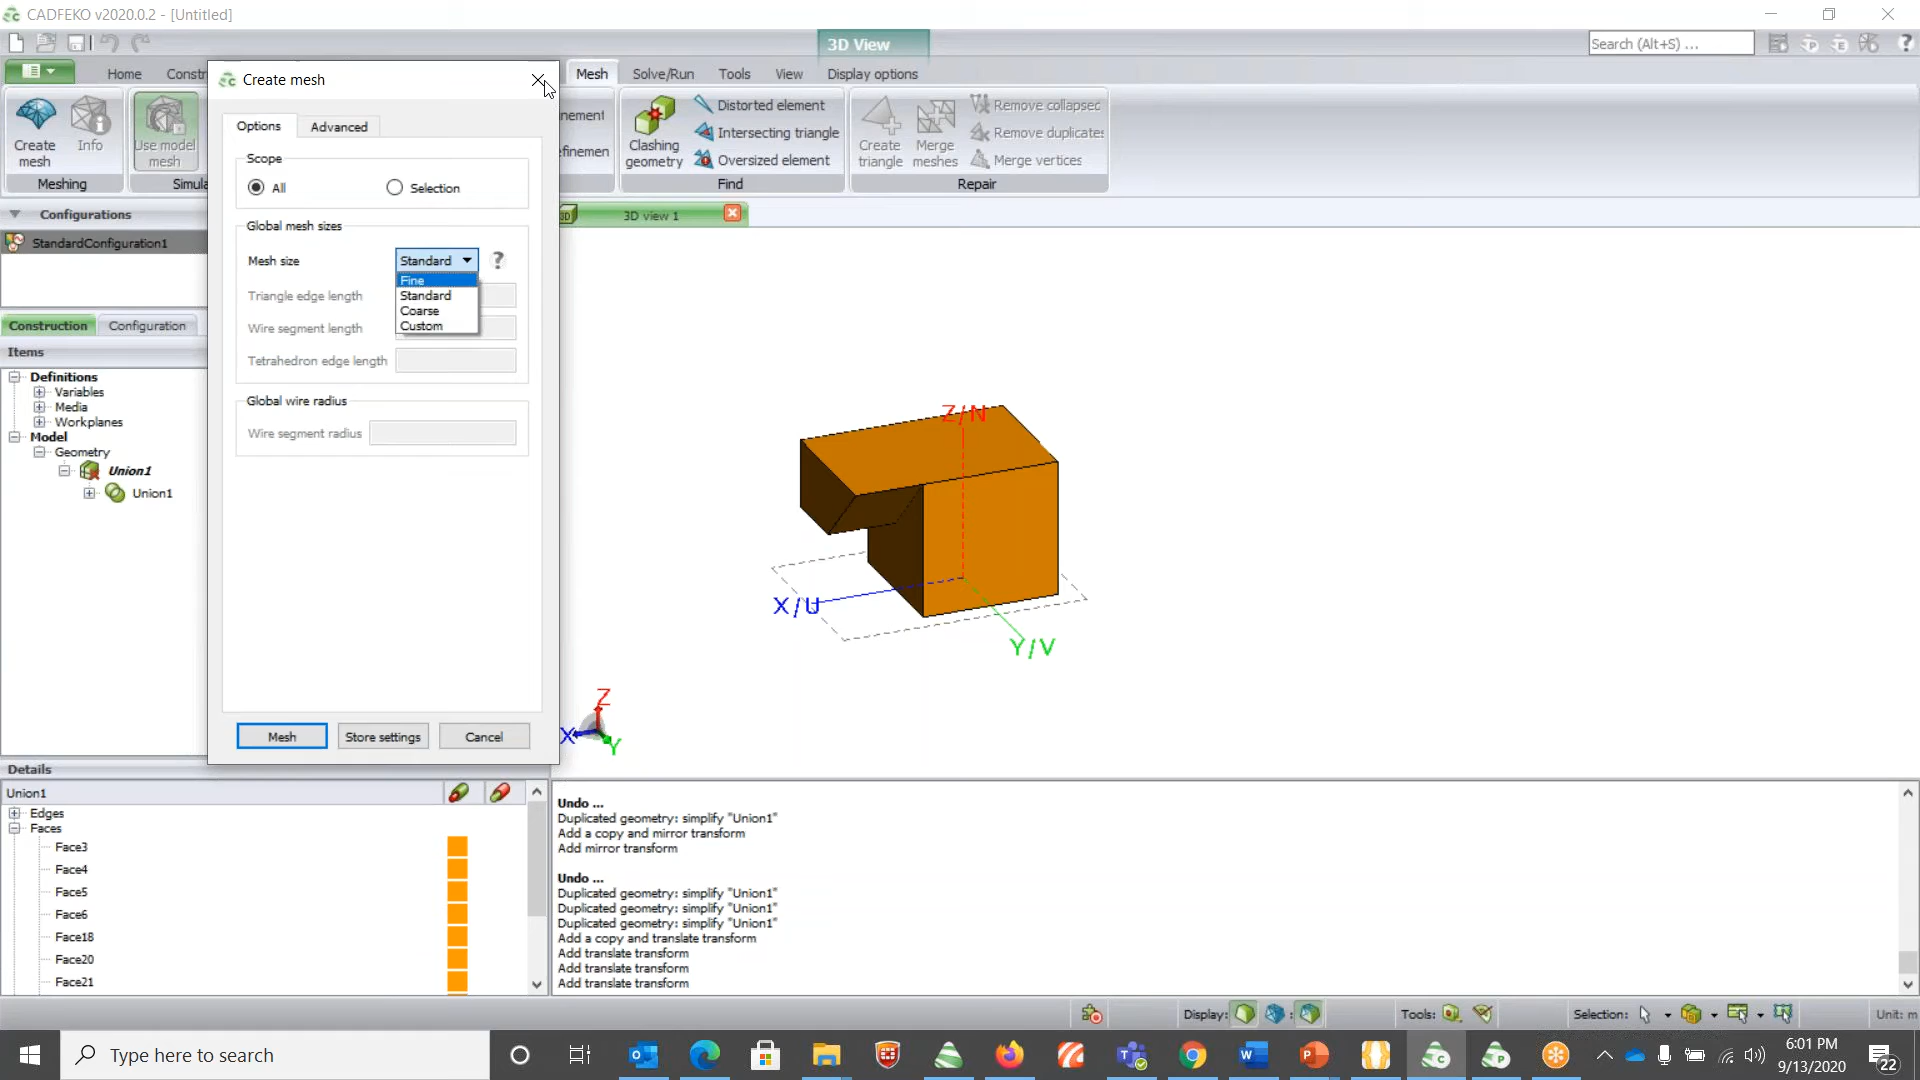 CADFEKO v2020.0.2 - [Untitled]
3D View
Search (Alt+S) ...
Home
Constr
Mesh
Solve/Run
Tools
View
Display options
Create mesh
Info
Use model mesh
Meshing
Simula
nement
finemen
Clashing geometry
Distorted element
Intersecting triangle
Oversized element
Find
Create triangle
Merge meshes
Remove collapsed
Remove duplicates
Merge vertices
Repair
Configurations
StandardConfiguration1
3D
3D view 1
Create mesh
Options
Advanced
Scope
All
Selection
Global mesh sizes
Mesh size
Standard
?
Fine
Standard
Coarse
Custom
Triangle edge length
Wire segment length
Tetrahedron edge length
Global wire radius
Wire segment radius
Mesh
Store settings
Cancel
Construction
Configuration
Items
Definitions
Variables
Media
Workplanes
Model
Geometry
Union1
Union1
Z/N
X/U
Y/V
Z
X
Y
Details
Union1
Edges
Faces
Face3
Face4
Face5
Face6
Face18
Face20
Face21
Undo ...
Duplicated geometry: simplify "Union1"
Add a copy and mirror transform
Add mirror transform
Undo ...
Duplicated geometry: simplify "Union1"
Duplicated geometry: simplify "Union1"
Duplicated geometry: simplify "Union1"
Add a copy and translate transform
Add translate transform
Add translate transform
Add translate transform
Display:
Tools:
Selection:
Unit: m
Type here to search
6:01 PM
9/13/2020
22